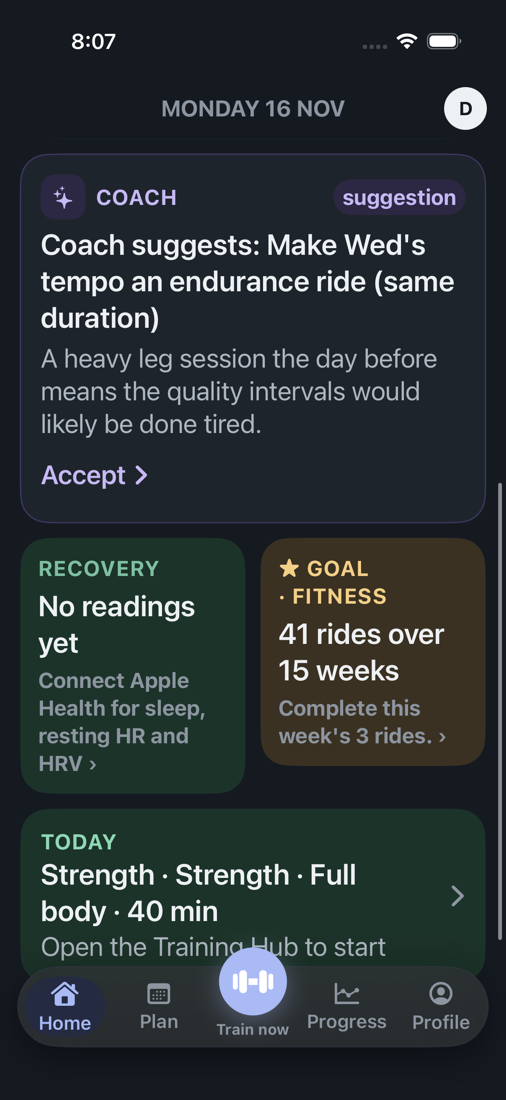 8:07
MONDAY 16 NOV
D
COACH
suggestion
Coach suggests: Make Wed's
tempo an endurance ride (same
duration)
A heavy leg session the day before
means the quality intervals would
likely be done tired.
Accept
RECOVERY
No readings
yet
Connect Apple
Health for sleep,
resting HR and
HRV ›
GOAL
· FITNESS
41 rides over
15 weeks
Complete this
week's 3 rides. ›
TODAY
Strength · Strength · Full
body · 40 min
Open the Training Hub to start
Home
Plan
Train now
Progress
Profile